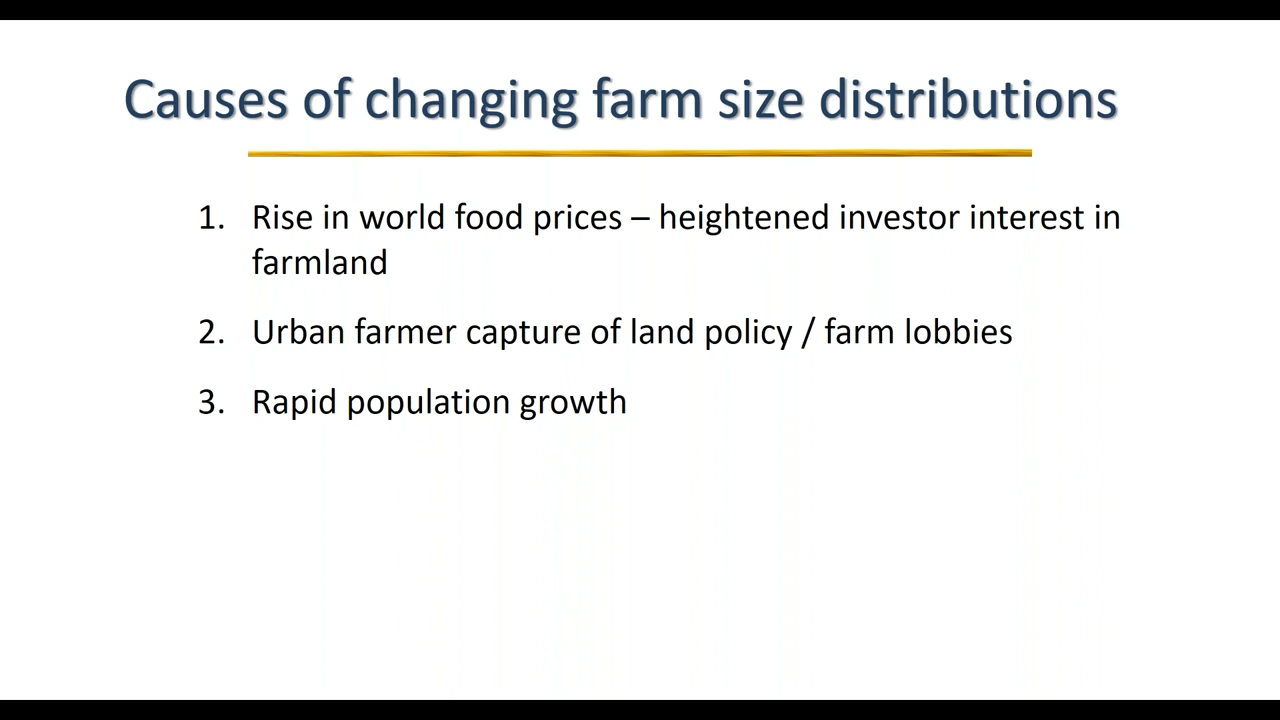 Causes of changing farm size distributions
1. Rise in world food prices – heightened investor interest in
farmland
2. Urban farmer capture of land policy / farm lobbies
3. Rapid population growth